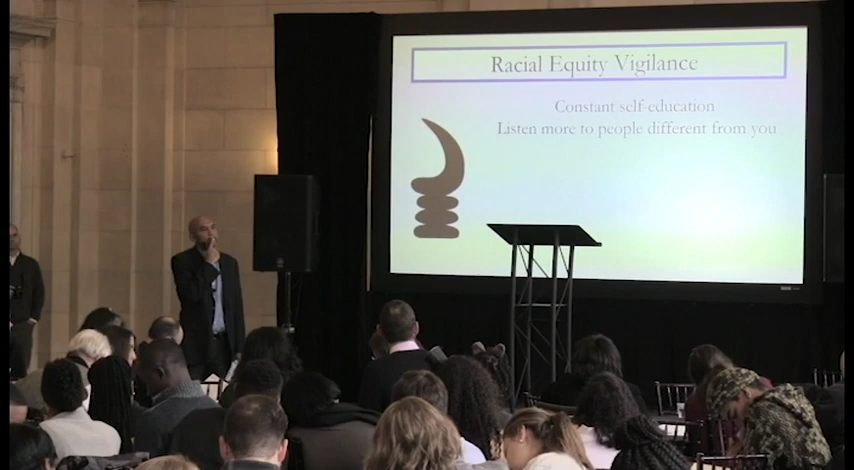 Racial Equity Vigilance
Constant self-education
Listen more to people different from you